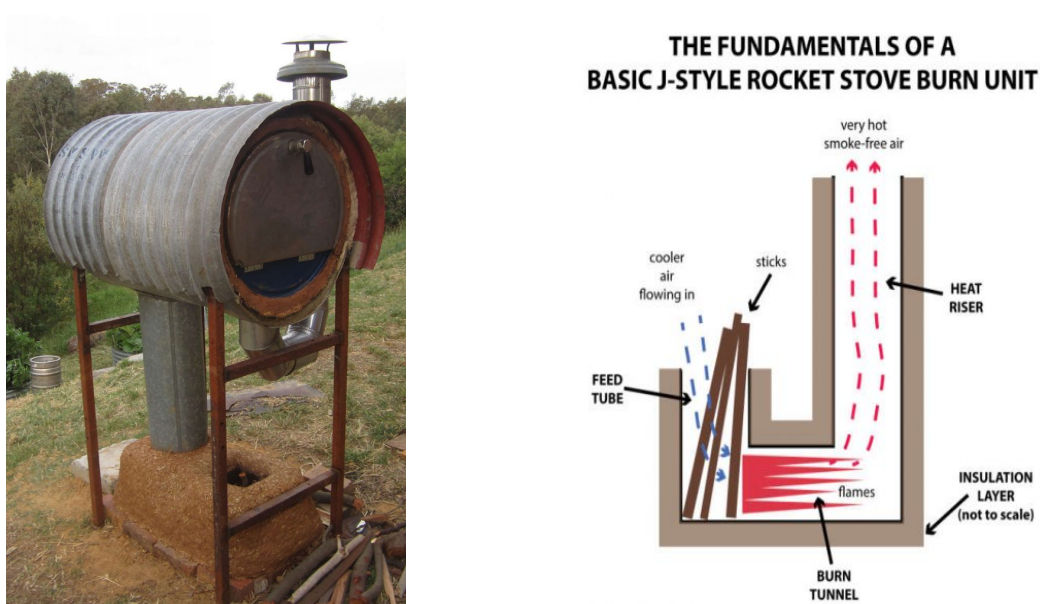 THE FUNDAMENTALS OF A
BASIC J-STYLE ROCKET STOVE BURN UNIT
very hot
smoke-free air
cooler
air
flowing in
sticks
HEAT
RISER
FEED
TUBE
flames
INSULATION
LAYER
(not to scale)
BURN
TUNNEL